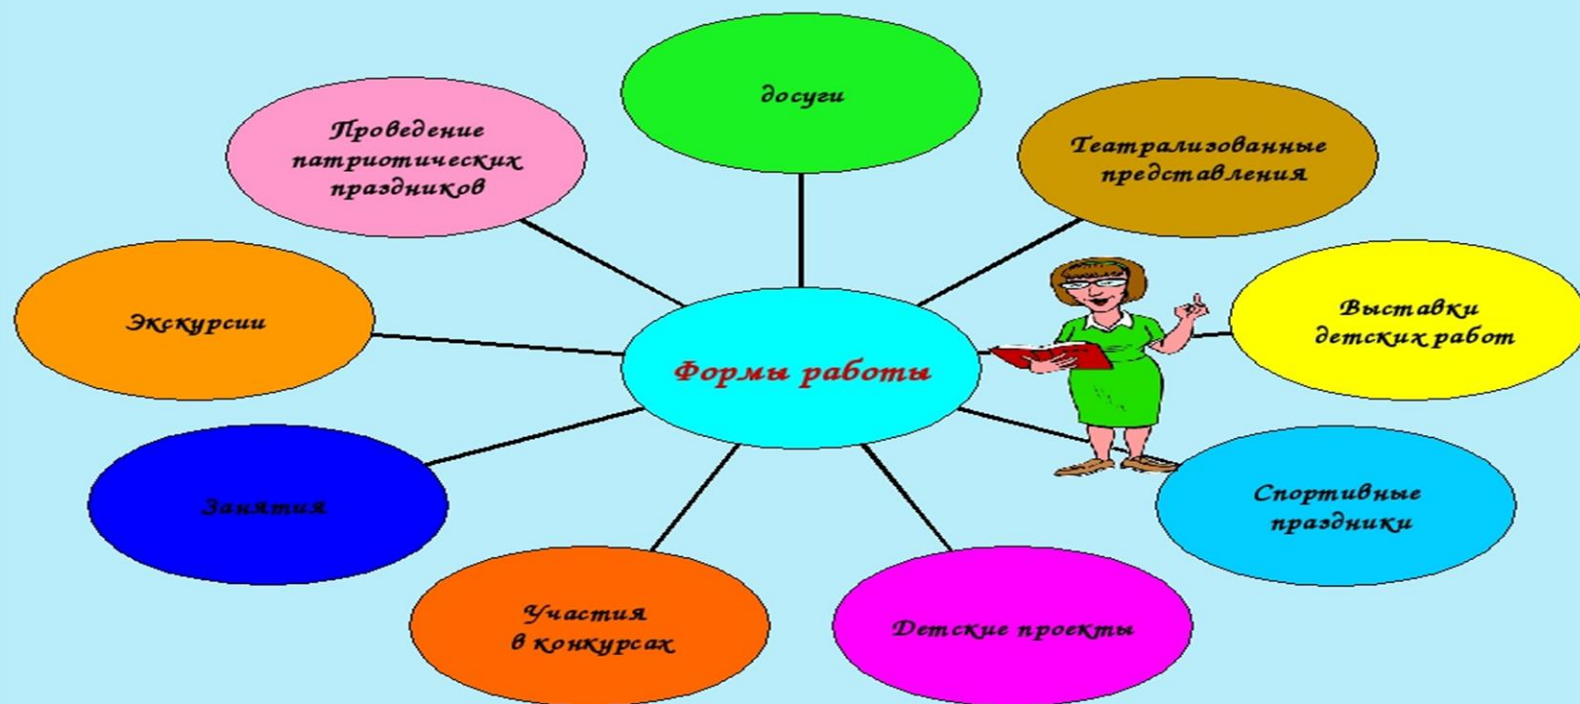 досуги
Проведение
патриотических
праздников
Театрализованные
представления
Экскурсии
Выставки
детских работ
Формы работы
Занятия
Спортивные
праздники
Участия
в конкурсах
Детские проекты